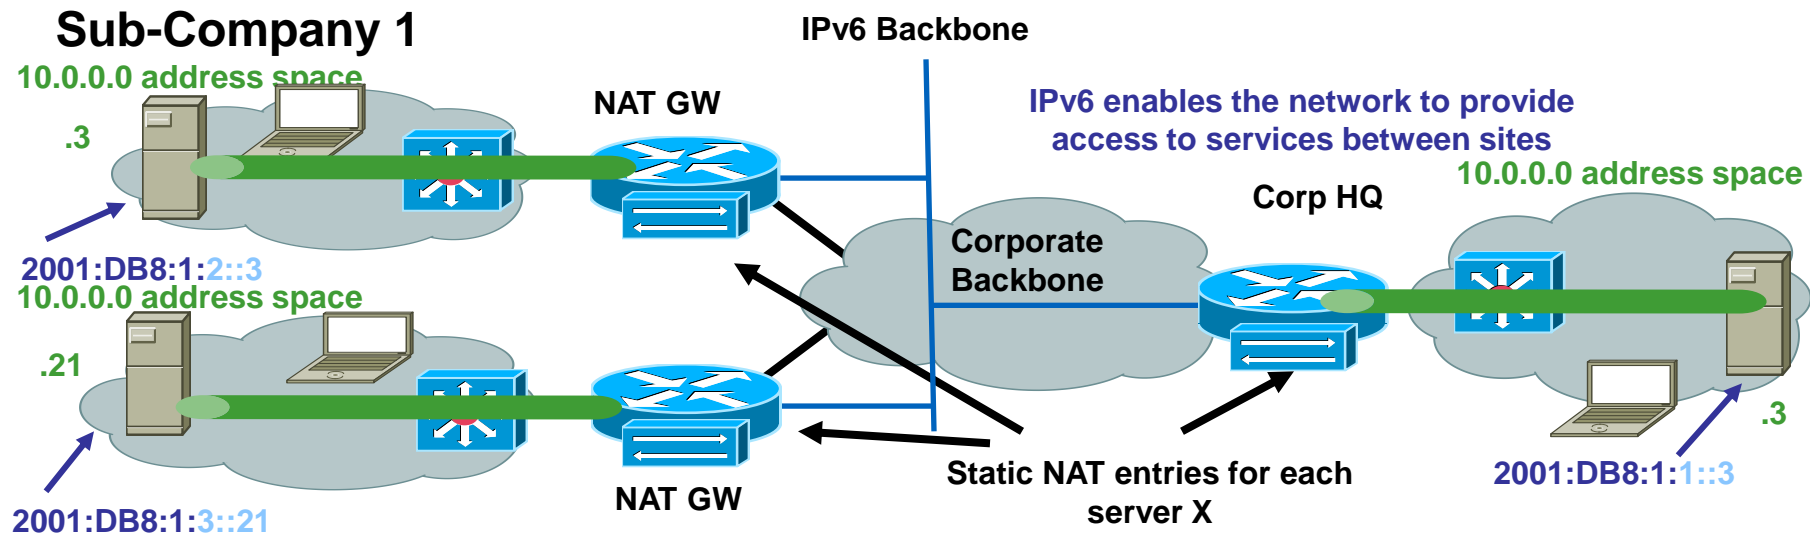 Sub-Company 1
IPv6 Backbone
10.0.0.0 address space
NAT GW
IPv6 enables the network to provide
access to services between sites
.3
10.0.0.0 address space
Corp HQ
Corporate
Backbone
2001:DB8:1:2::3
10.0.0.0 address space
.21
.3
Static NAT entries for each
server X
2001:DB8:1:1::3
NAT GW
2001:DB8:1:3::21